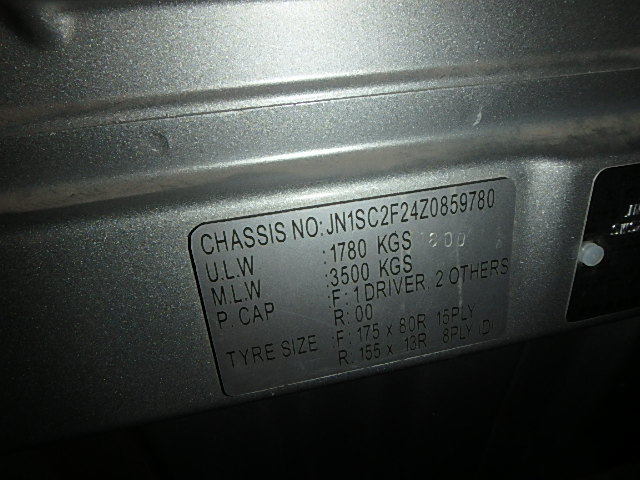 CHASSIS NO: JN1SC2F24Z0859780
U.L.W :1780 KGS 800
M.L.W :3500 KGS
P. CAP :F: 1 DRIVER, 2 OTHERS
R: 00
TYRE SIZE :F: 175 x 80R 15PLY
R: 155 x 13R 8PLY (D)